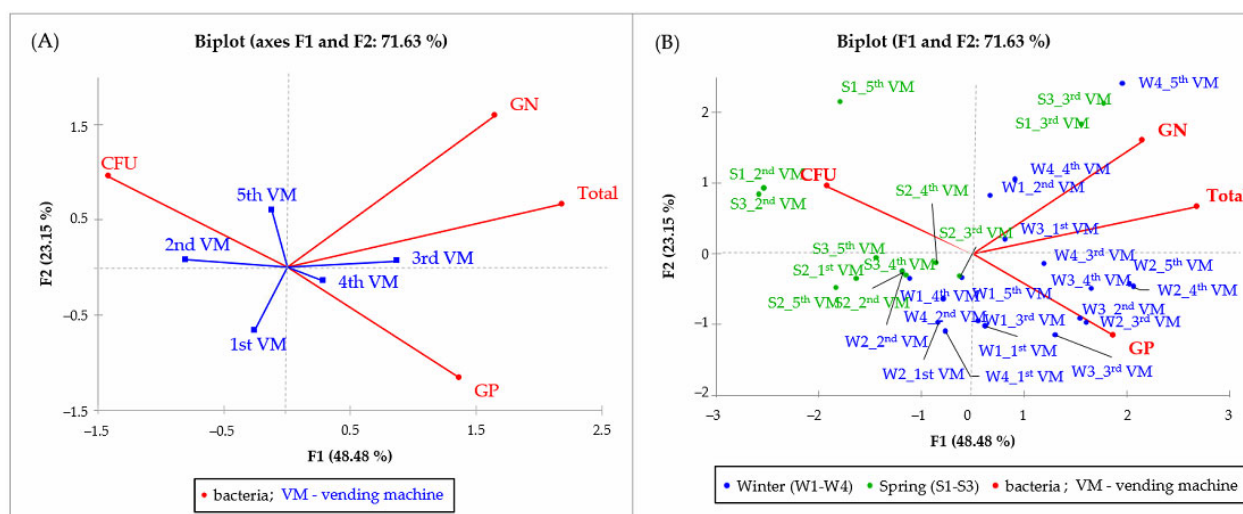 (A)
Biplot (axes F1 and F2: 71.63 %)
F2 (23.15 %)
1.5
0.5
−0.5
−1.5
−1.5
−0.5
0.5
1.5
2.5
F1 (48.48 %)
GN
CFU
Total
5th VM
2nd VM
3rd VM
4th VM
1st VM
GP
bacteria; VM - vending machine
(B)
Biplot (F1 and F2: 71.63 %)
F2 (23.15 %)
2
1
0
−1
−2
−3
−2
−1
0
1
2
3
F1 (48.48 %)
S1_5th VM
S3_3rd VM
W4_5th VM
S1_3rd VM
GN
S1_2nd VM
CFU
S2_4th VM
W4_4th VM
W1_2nd VM
S3_2nd VM
Total
S2_3rd VM
W3_1st VM
S3_5th VM
S3_4th VM
W4_3rd VM
W2_5th VM
S2_1st VM
W3_4th VM
W2_4th VM
S2_5th VM
S2_2nd VM
W1_4th VM
W1_5th VM
W3_2nd VM
W4_2nd VM
W1_3rd VM
W2_3rd VM
W2_2nd VM
W1_1st VM
GP
W2_1st VM
W4_1st VM
W3_3rd VM
Winter (W1-W4)
Spring (S1-S3)
bacteria ; VM - vending machine